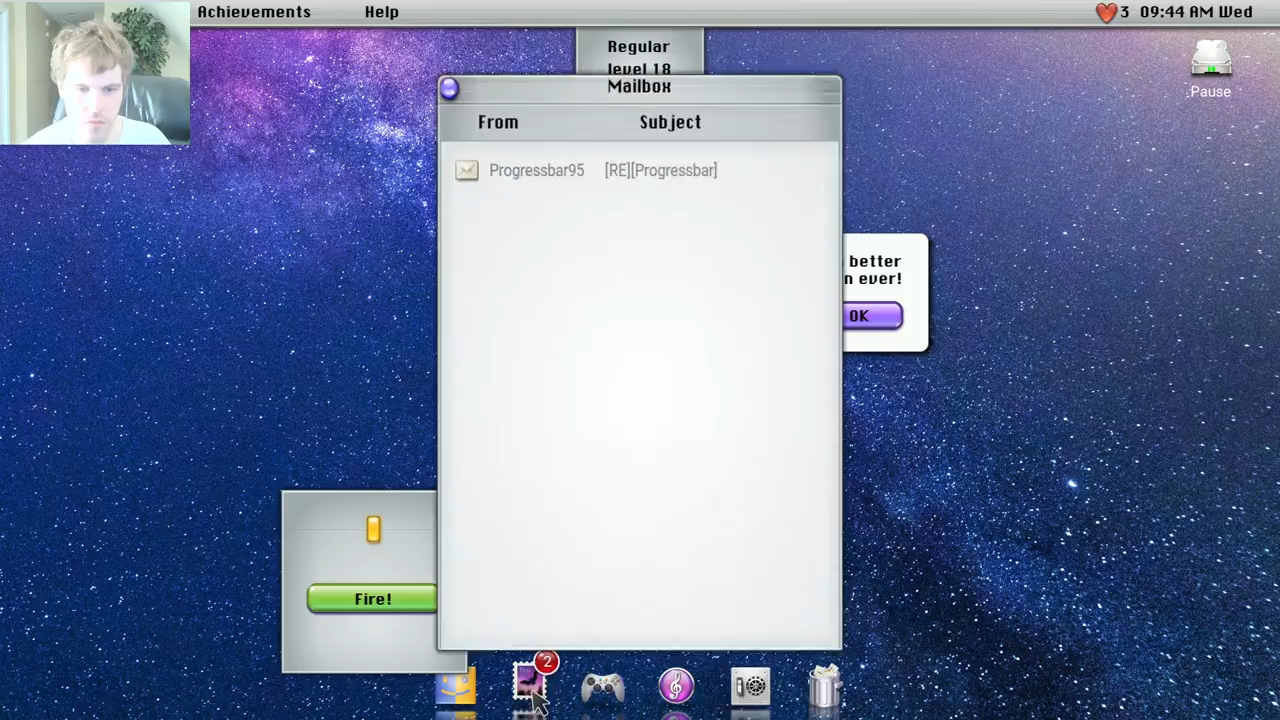 Achievements Help 3 09:44 AM Wed
Regular
level 18
Pause
Mailbox
From Subject
Progressbar95 [RE][Progressbar]
better
n ever!
OK
Fire!
2